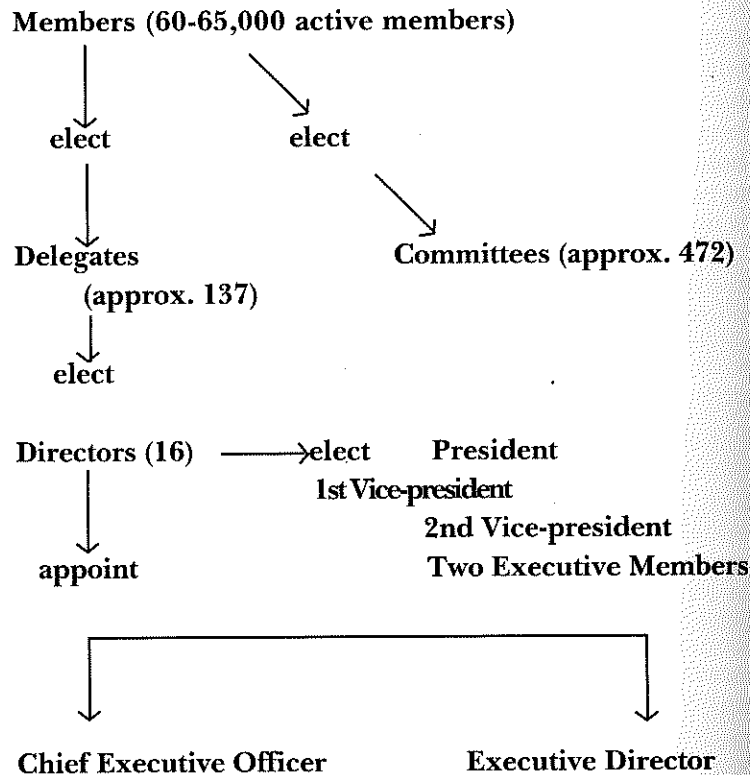 Members (60-65,000 active members)
elect elect
Delegates Committees (approx. 472)
(approx. 137)
elect
Directors (16) elect President
1st Vice-president
2nd Vice-president
appoint Two Executive Members
Chief Executive Officer Executive Director